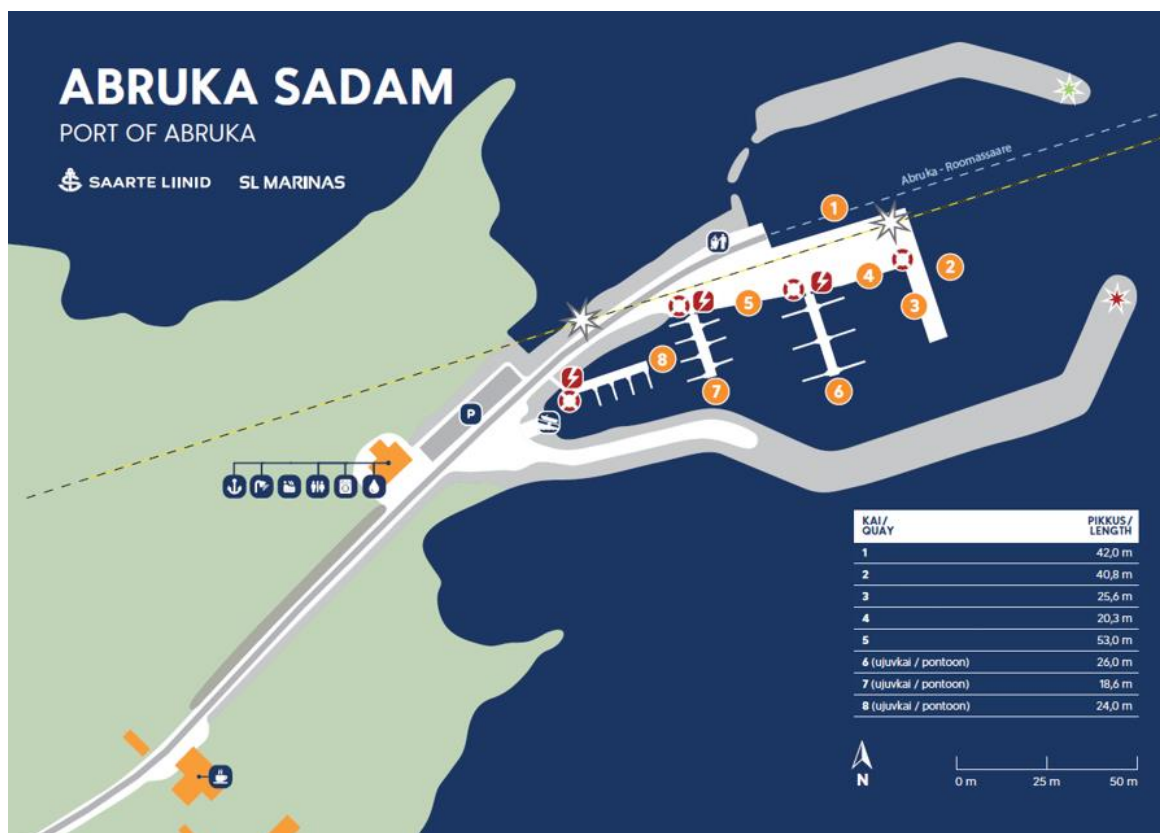 ABRUKA SADAM
PORT OF ABRUKA
SAARTE LIINID SL MARINAS
Abruka - Roomassaare
1
2
4
3
5
8
7
6
P
KAI/
QUAY
PIKKUS/
LENGTH
1 42,0 m
2 40,8 m
3 25,6 m
4 20,3 m
5 53,0 m
6 (ujuvkai / pontoon) 26,0 m
7 (ujuvkai / pontoon) 18,6 m
8 (ujuvkai / pontoon) 24,0 m
N
0 m 25 m 50 m